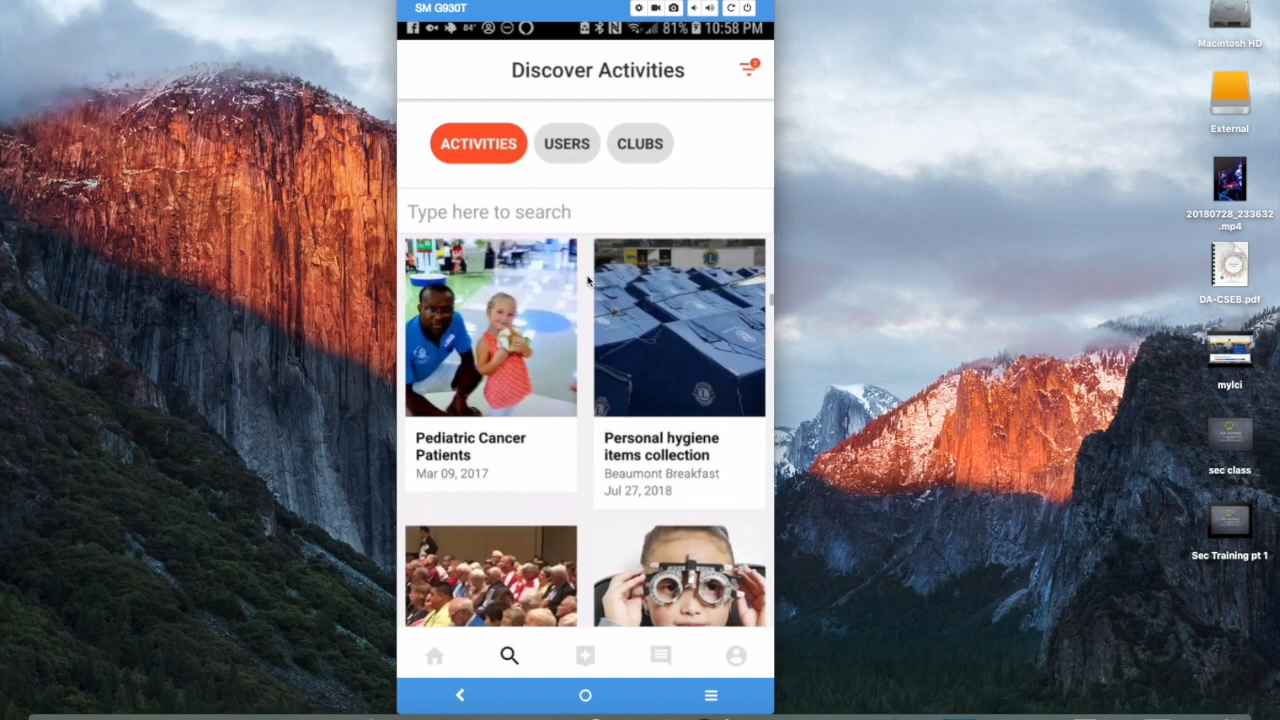 SM G930T
84° 81% 10:58 PM
Discover Activities
ACTIVITIES USERS CLUBS
Type here to search
Pediatric Cancer
Patients
Mar 09, 2017
Personal hygiene
items collection
Beaumont Breakfast
Jul 27, 2018
Macintosh HD
External
20180728_233632
.mp4
DA-CSEB.pdf
mylci
sec class
Sec Training pt 1